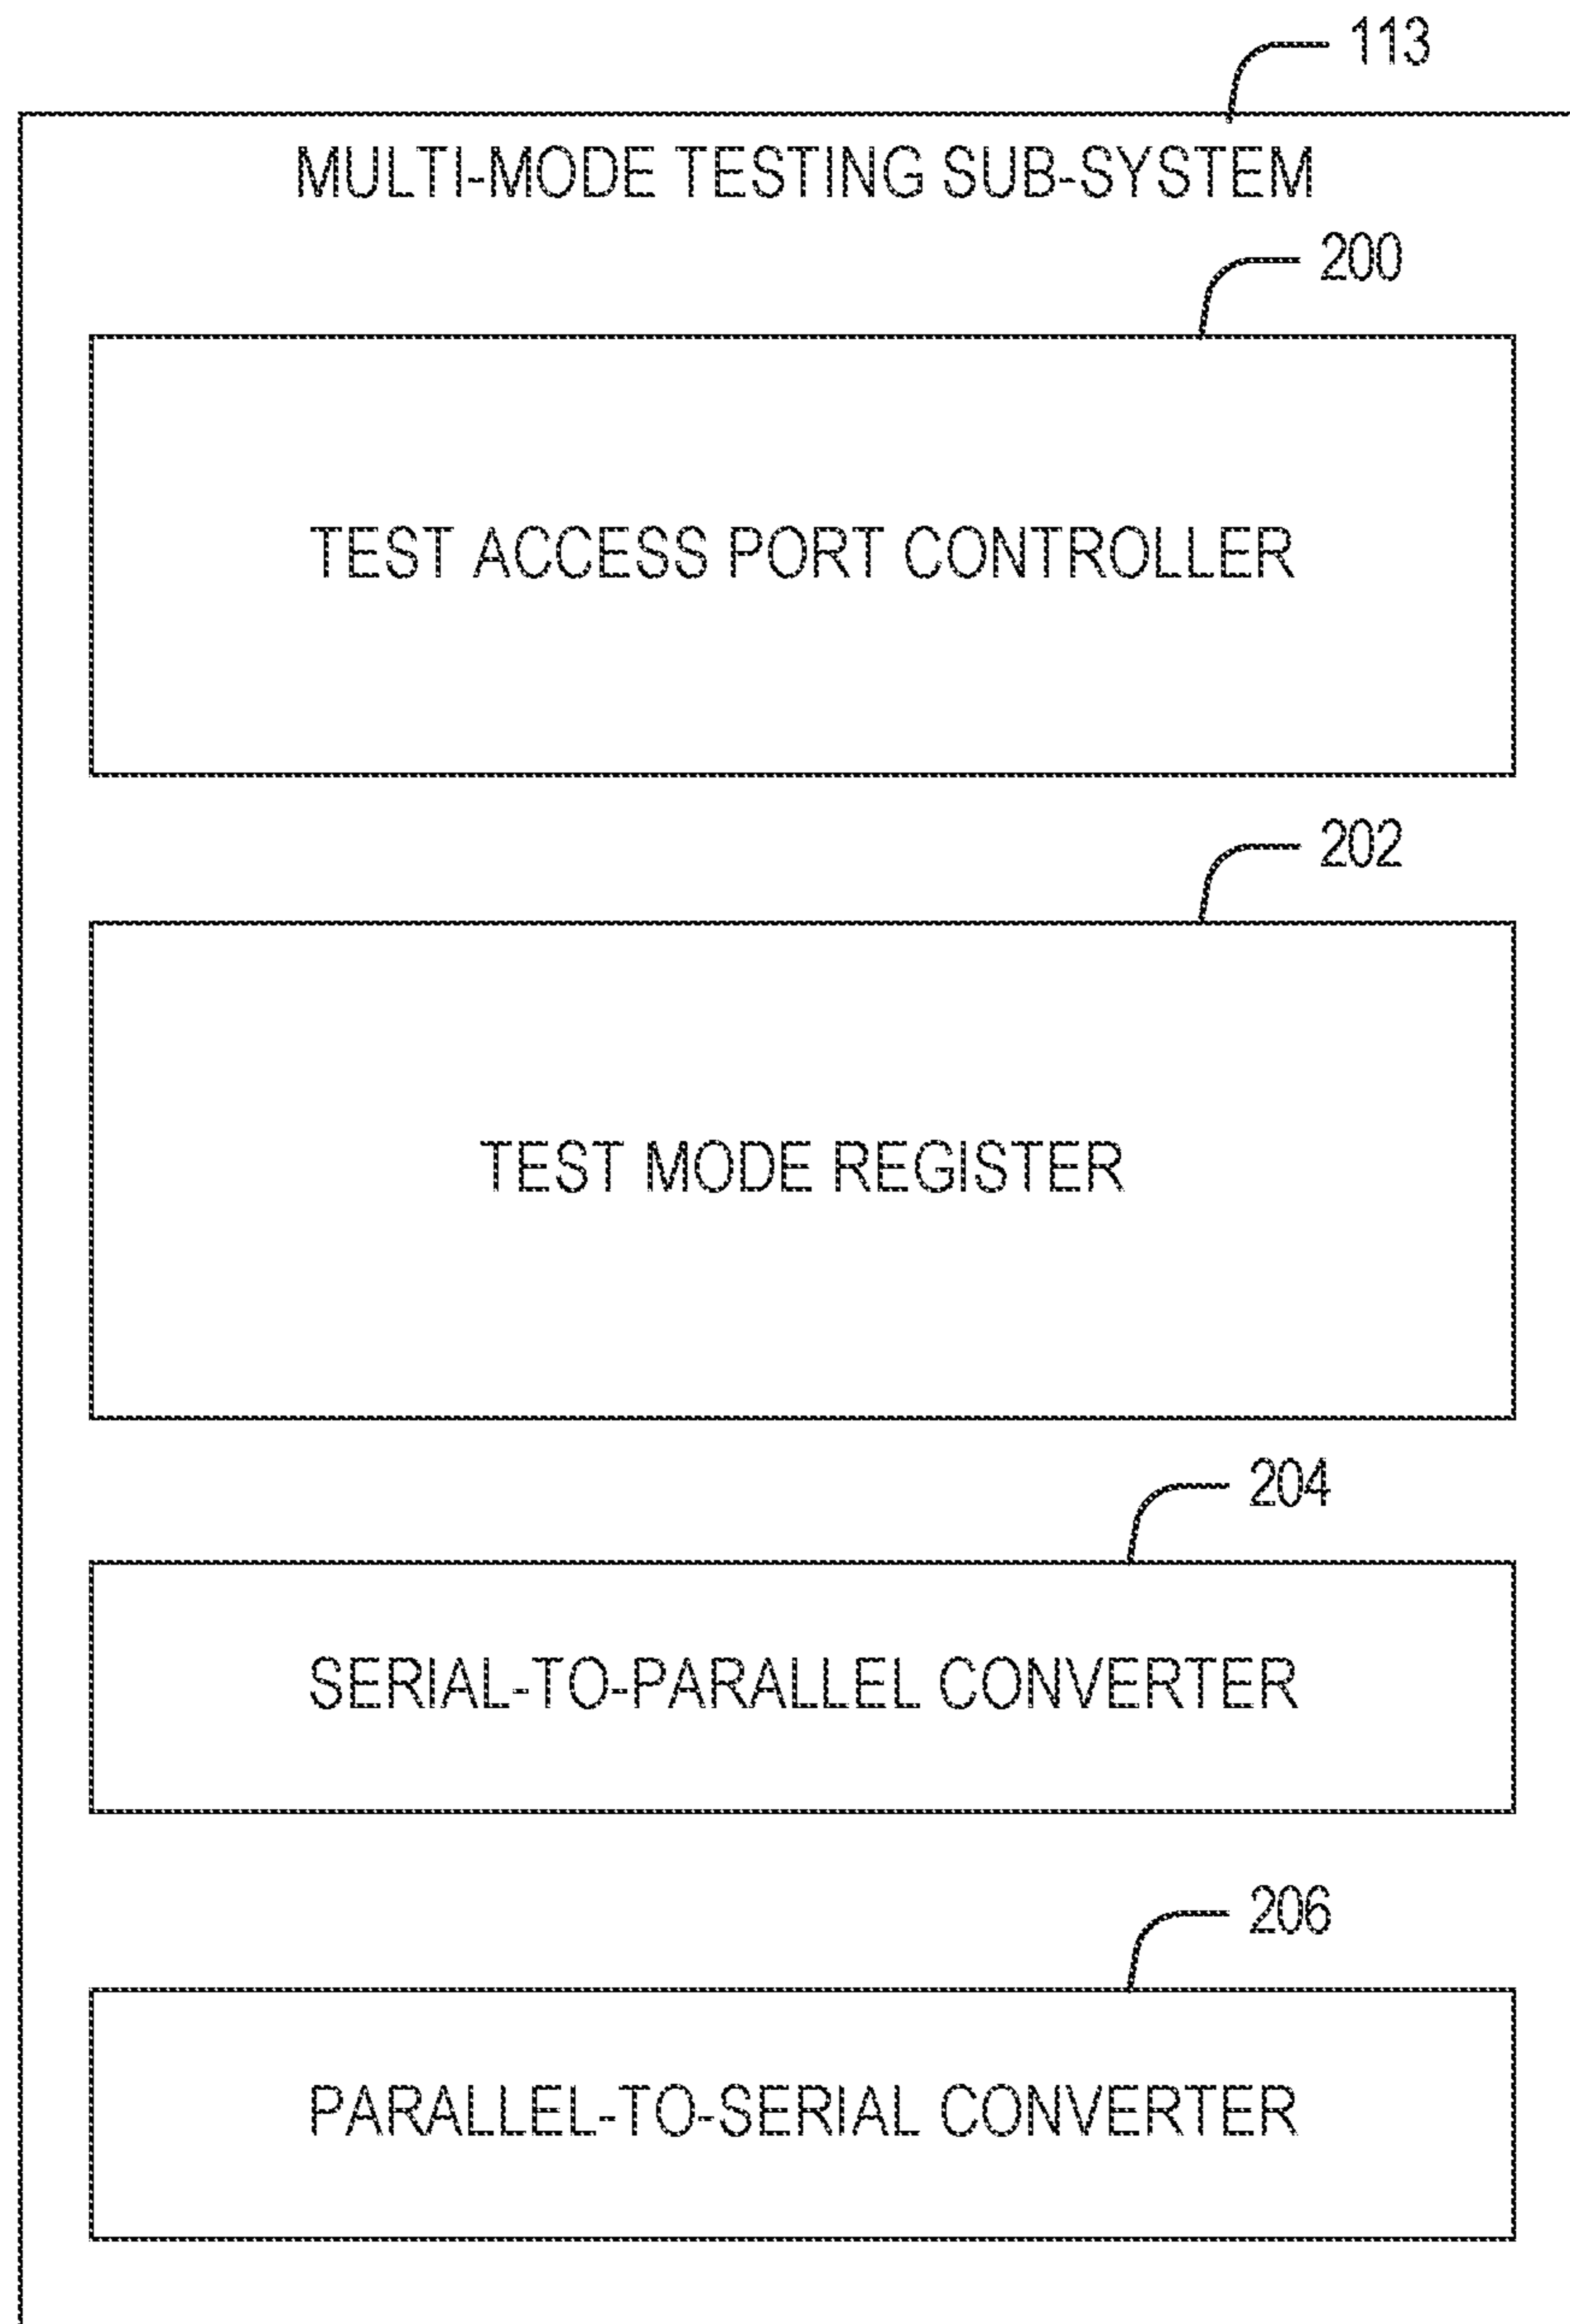 113
MULTI-MODE TESTING SUB-SYSTEM
200
TEST ACCESS PORT CONTROLLER
202
TEST MODE REGISTER
204
SERIAL-TO-PARALLEL CONVERTER
206
PARALLEL-TO-SERIAL CONVERTER